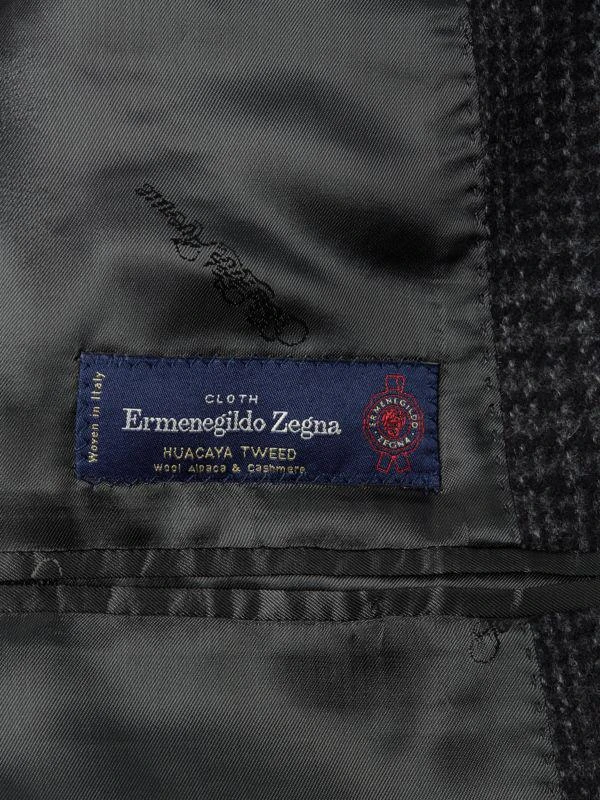 Woven in Italy
CLOTH
Ermenegildo Zegna
HUACAYA TWEED
Wool Alpaca & Cashmere
ERMENEGILDO
ZEGNA